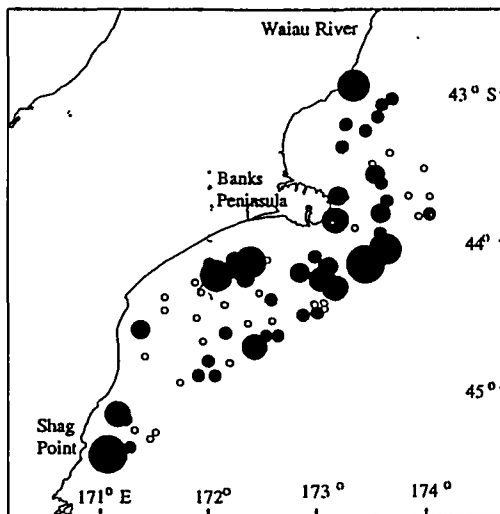 Waiau River
43° S
Banks
Peninsula
44°
45°
Shag
Point
171° E
172°
173°
174°